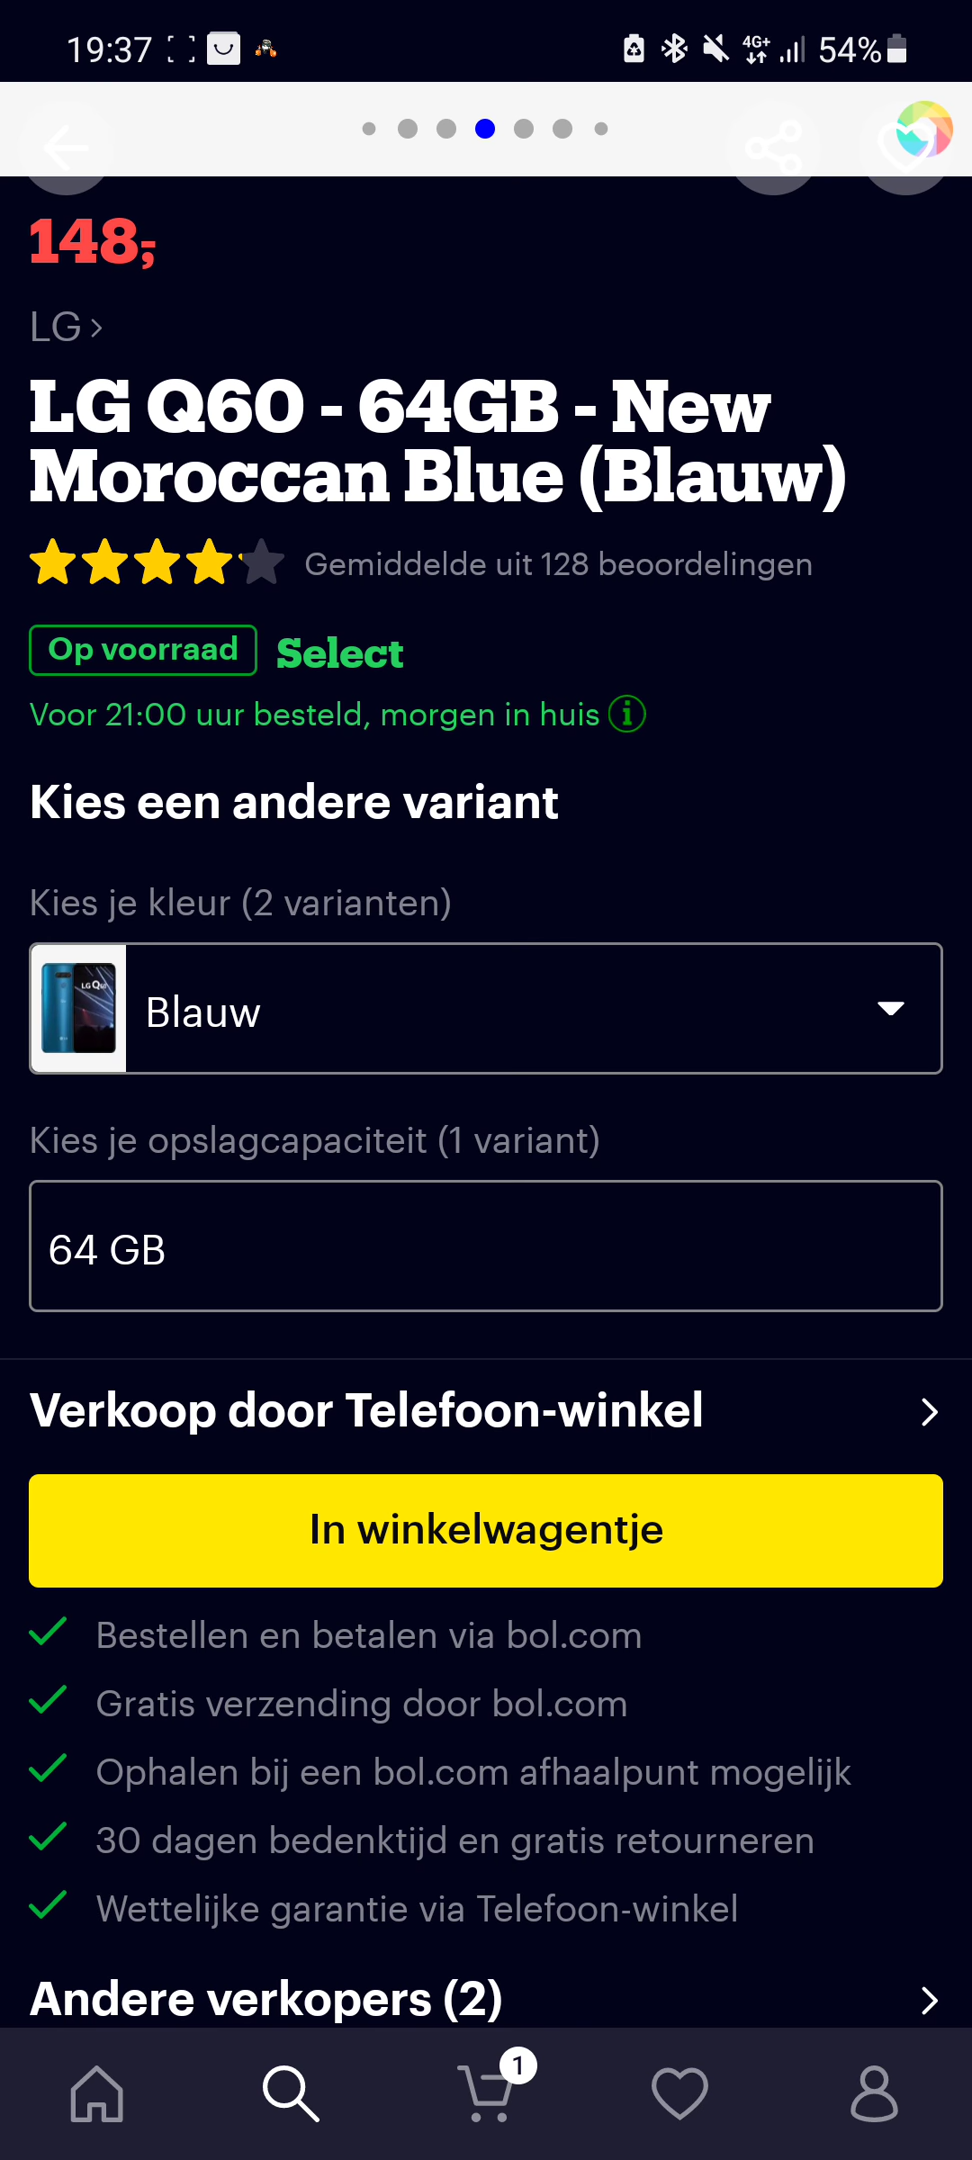 19:37
4G+
54%
148,-
LG
LG Q60 - 64GB - New
Moroccan Blue (Blauw)
Gemiddelde uit 128 beoordelingen
Op voorraad Select
Voor 21:00 uur besteld, morgen in huis
Kies een andere variant
Kies je kleur (2 varianten)
Blauw
Kies je opslagcapaciteit (1 variant)
64 GB
Verkoop door Telefoon-winkel
In winkelwagentje
Bestellen en betalen via bol.com
Gratis verzending door bol.com
Ophalen bij een bol.com afhaalpunt mogelijk
30 dagen bedenktijd en gratis retourneren
Wettelijke garantie via Telefoon-winkel
Andere verkopers (2)
1